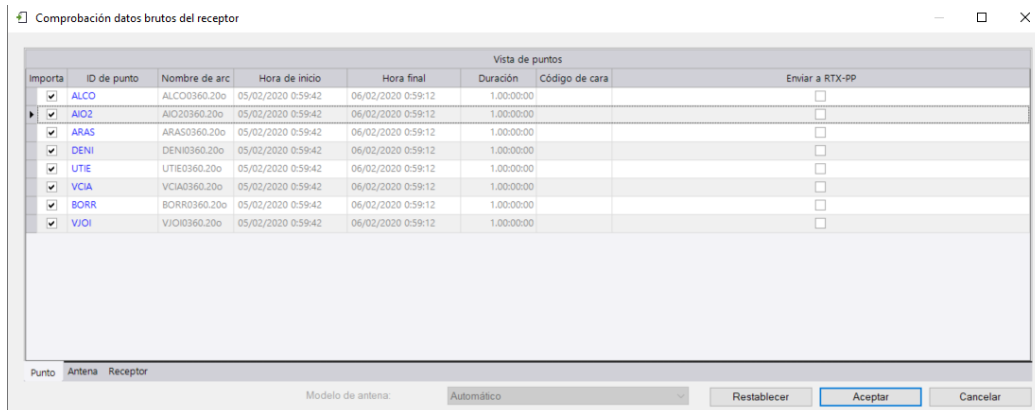 Comprobación datos brutos del receptor
Vista de puntos
Importa ID de punto Nombre de arc Hora de inicio Hora final Duración Código de cara Enviar a RTX-PP
ALCO ALCO0360.20o 05/02/2020 0:59:42 06/02/2020 0:59:12 1.00:00:00
AIO2 AIO20360.20o 05/02/2020 0:59:42 06/02/2020 0:59:12 1.00:00:00
ARAS ARAS0360.20o 05/02/2020 0:59:42 06/02/2020 0:59:12 1.00:00:00
DENI DENI0360.20o 05/02/2020 0:59:42 06/02/2020 0:59:12 1.00:00:00
UTIE UTIE0360.20o 05/02/2020 0:59:42 06/02/2020 0:59:12 1.00:00:00
VCIA VCIA0360.20o 05/02/2020 0:59:42 06/02/2020 0:59:12 1.00:00:00
BORR BORR0360.20o 05/02/2020 0:59:42 06/02/2020 0:59:12 1.00:00:00
VJOI VJOI0360.20o 05/02/2020 0:59:42 06/02/2020 0:59:12 1.00:00:00
Punto Antena Receptor
Modelo de antena: Automático Restablecer Aceptar Cancelar